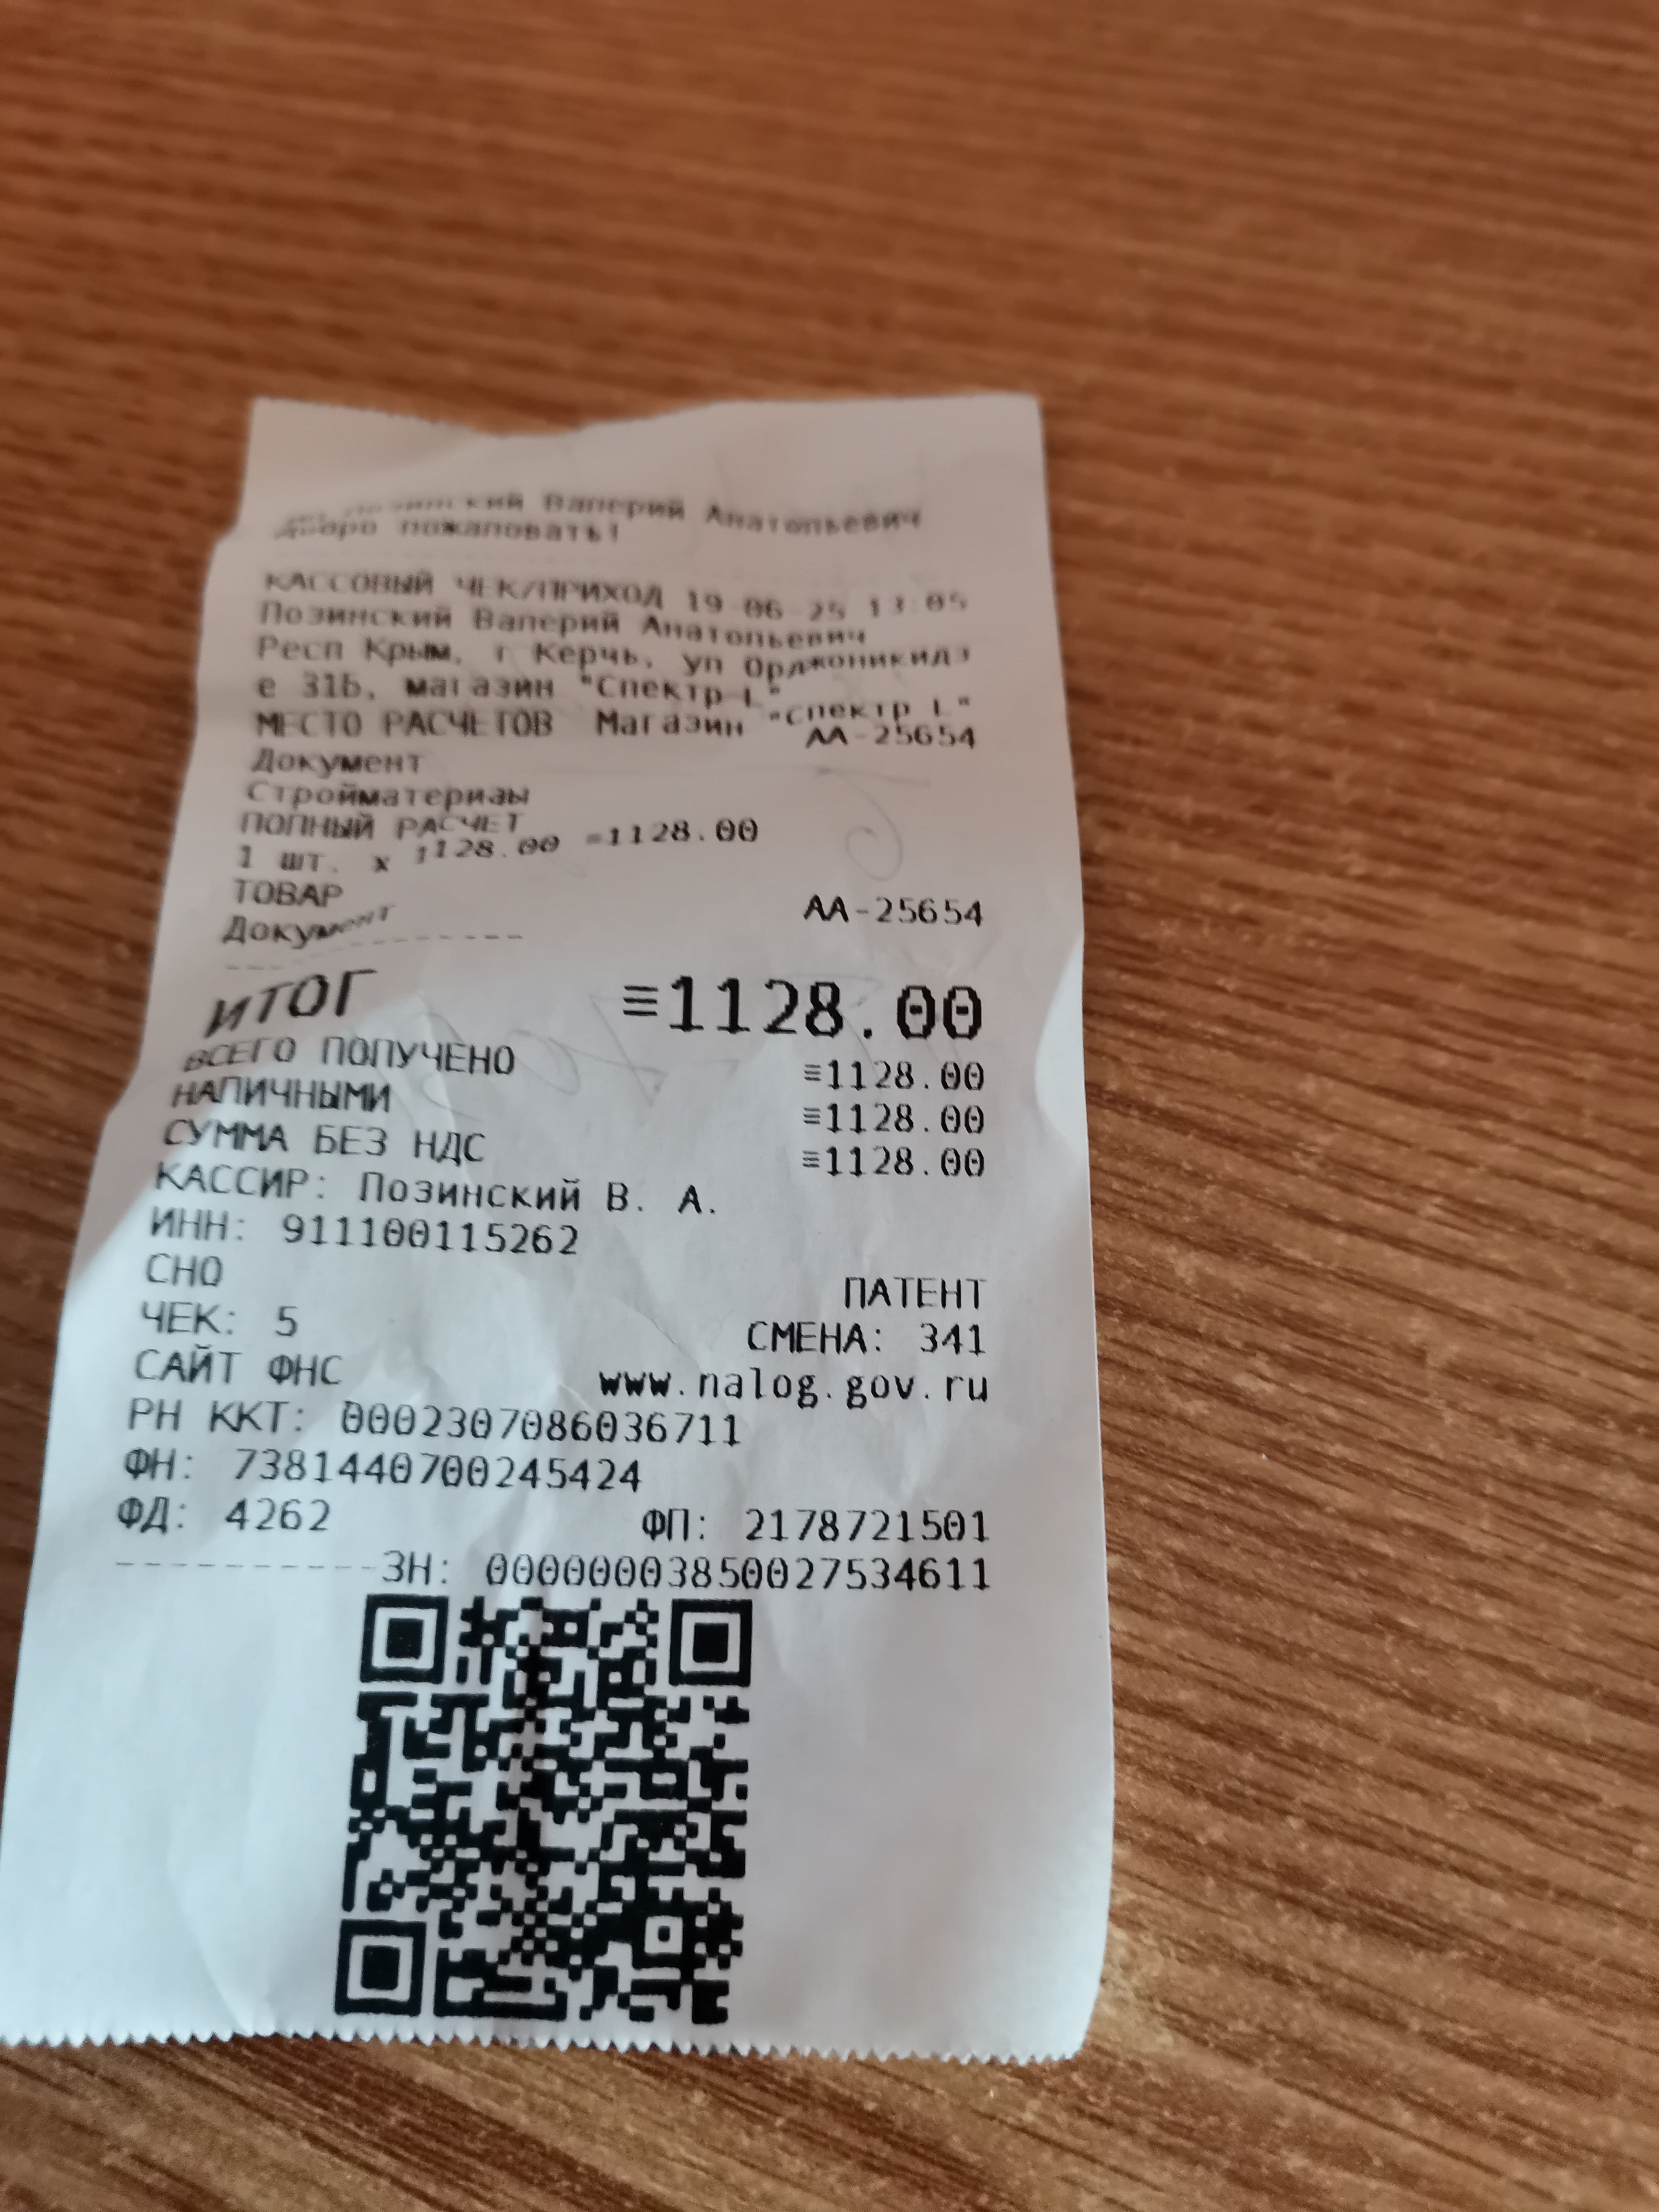 Позинский Валерий Анатольевич
Добро пожаловать!
КАССОВЫЙ ЧЕК/ПРИХОД 19-06-25 13:05
Позинский Валерий Анатольевич
Респ Крым, г Керчь, ул Орджоникидз
е 31Б, магазин "Спектр L"
МЕСТО РАСЧЕТОВ Магазин "Спектр L"
Документ АА-25654
Стройматериаы
ПОЛНЫЙ РАСЧЕТ
1 шт. x 1128.00 =1128.00
ТОВАР
Документ АА-25654
ИТОГ ≡1128.00
ВСЕГО ПОЛУЧЕНО ≡1128.00
НАЛИЧНЫМИ ≡1128.00
СУММА БЕЗ НДС ≡1128.00
КАССИР: Позинский В. А.
ИНН: 911100115262
СНО ПАТЕНТ
ЧЕК: 5 СМЕНА: 341
САЙТ ФНС www.nalog.gov.ru
РН ККТ: 0002307086036711
ФН: 7381440700245424
ФД: 4262 ФП: 2178721501
ЗН: 00000003850027534611